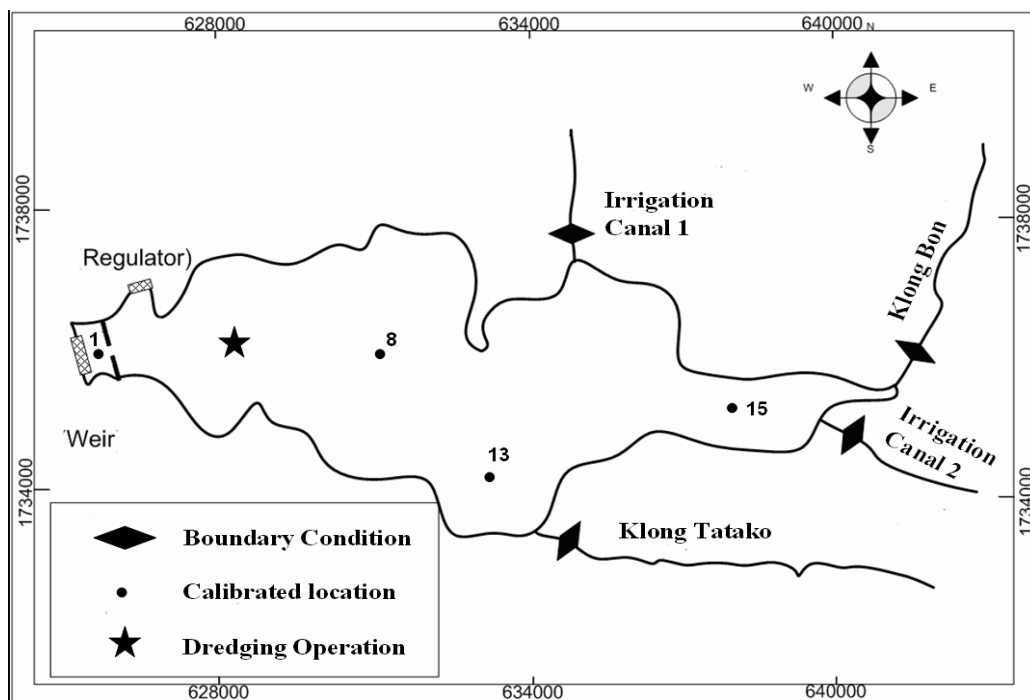 628000
634000
640000
N
W
E
S
1738000
1738000
Irrigation
Canal 1
Klong Bon
Regulator)
1
8
15
13
'Weir'
Irrigation
Canal 2
1734000
1734000
Klong Tatako
Boundary Condition
Calibrated location
Dredging Operation
628000
634000
640000